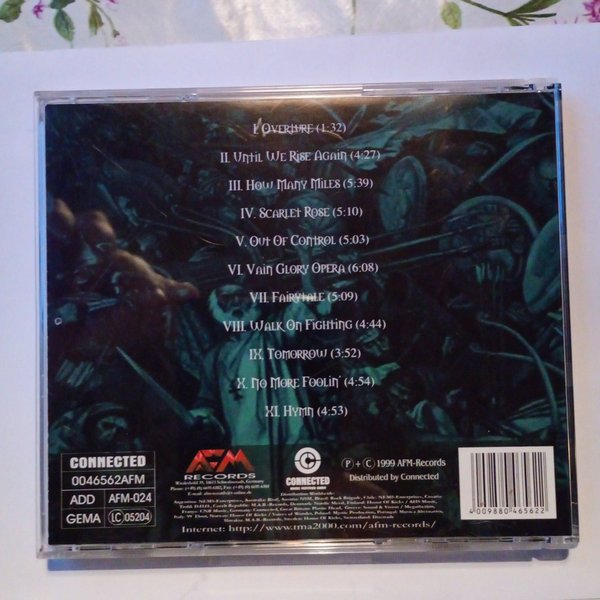 I. Overture (1:32)
II. Until We Rise Again (4:27)
III. How Many Miles (5:39)
IV. Scarlet Rose (5:10)
V. Out Of Control (5:03)
VI. Vain Glory Opera (6:08)
VII. Fairytale (5:09)
VIII. Walk On Fighting (4:44)
IX. Tomorrow (3:52)
X. No More Foolin' (4:54)
XI. Hymn (4:53)
CONNECTED
0046562AFM
ADD AFM-024
GEMA LC 05204
AFM
RECORDS
CONNECTED
P + C 1999 AFM-Records
Distributed by Connected
Distribution Worldwide:
Internet: http://www.tma2000.com/afm-records/
4 009880 465622